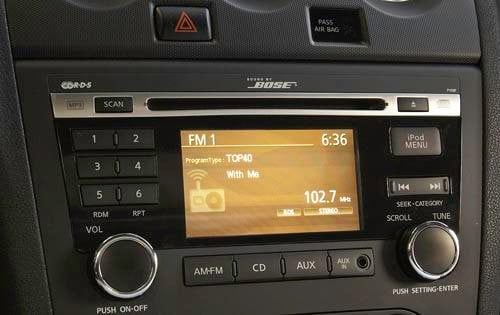 PASS
AIR BAG
R·D·S
SOUND BY
BOSE
MP3
SCAN
iPod
MENU
FM 1
6:36
ProgramType: TOP40
With Me
102.7 MHz
RDS
STEREO
1
2
3
4
5
6
RDM
RPT
SEEK·CATEGORY
SCROLL
TUNE
VOL
PUSH ON·OFF
AM·FM
CD
AUX
AUX
IN
PUSH SETTING·ENTER